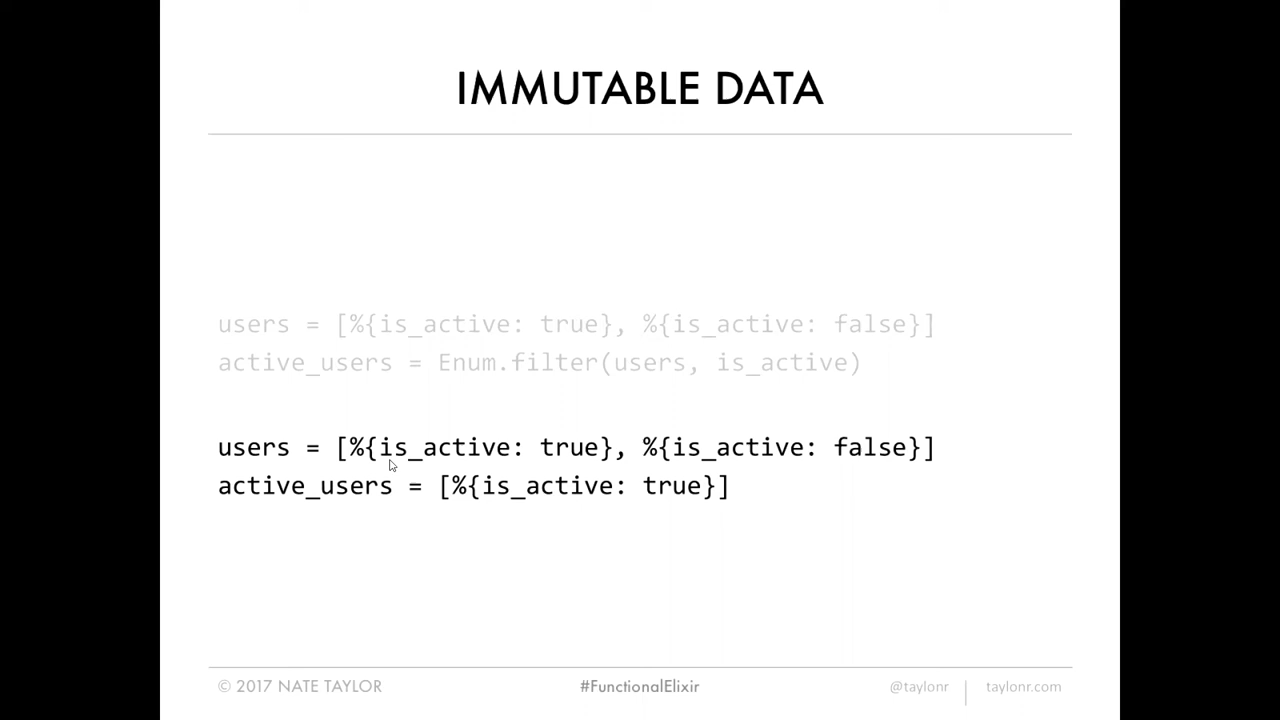 IMMUTABLE DATA
users = [%{is_active: true}, %{is_active: false}]
active_users = Enum.filter(users, is_active)
users = [%{is_active: true}, %{is_active: false}]
active_users = [%{is_active: true}]
© 2017 NATE TAYLOR #FunctionalElixir @taylonr | taylonr.com